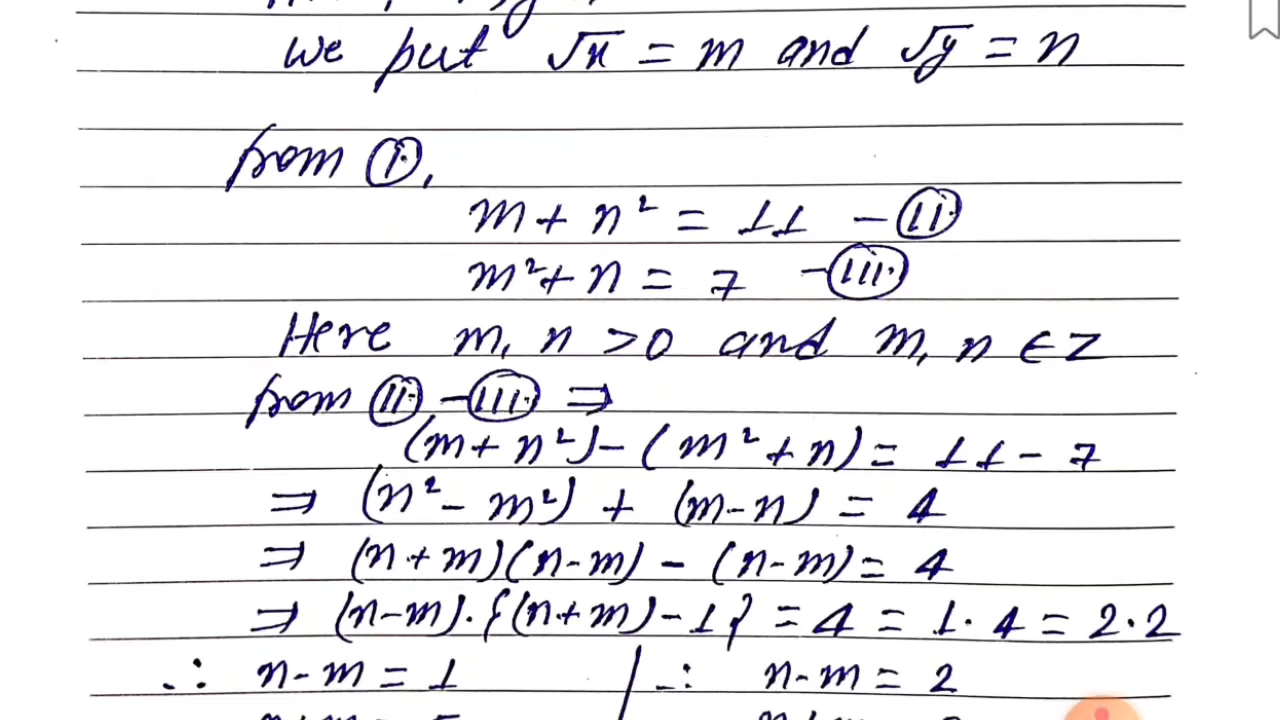 we put √x = m and √y = n
from (i),
m + n² = 11 - (ii)
m² + n = 7 - (iii)
Here m, n > 0 and m, n ∈ Z
from (ii) - (iii) ⇒
(m + n²) - (m² + n) = 11 - 7
⇒ (n² - m²) + (m - n) = 4
⇒ (n + m)(n - m) - (n - m) = 4
⇒ (n - m).{(n + m) - 1} = 4 = 1.4 = 2.2
∴ n - m = 1 / ∴ n - m = 2